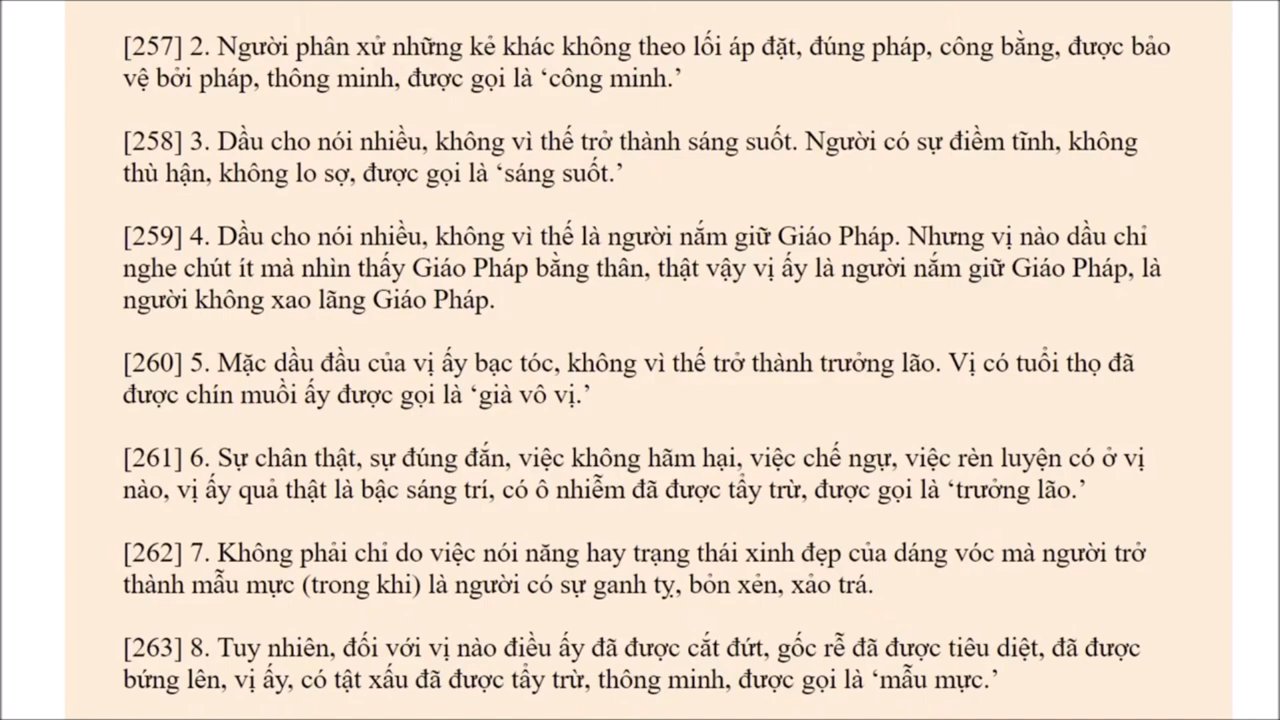 [257] 2. Người phân xử những kẻ khác không theo lối áp đặt, đúng pháp, công bằng, được bảo
vệ bởi pháp, thông minh, được gọi là ‘công minh.’
[258] 3. Dầu cho nói nhiều, không vì thế trở thành sáng suốt. Người có sự điềm tĩnh, không
thù hận, không lo sợ, được gọi là ‘sáng suốt.’
[259] 4. Dầu cho nói nhiều, không vì thế là người nắm giữ Giáo Pháp. Nhưng vị nào dầu chỉ
nghe chút ít mà nhìn thấy Giáo Pháp bằng thân, thật vậy vị ấy là người nắm giữ Giáo Pháp, là
người không xao lãng Giáo Pháp.
[260] 5. Mặc dầu đầu của vị ấy bạc tóc, không vì thế trở thành trưởng lão. Vị có tuổi thọ đã
được chín muồi ấy được gọi là ‘già vô vị.’
[261] 6. Sự chân thật, sự đúng đắn, việc không hãm hại, việc chế ngự, việc rèn luyện có ở vị
nào, vị ấy quả thật là bậc sáng trí, có ô nhiễm đã được tẩy trừ, được gọi là ‘trưởng lão.’
[262] 7. Không phải chỉ do việc nói năng hay trạng thái xinh đẹp của dáng vóc mà người trở
thành mẫu mực (trong khi) là người có sự ganh tỵ, bỏn xẻn, xảo trá.
[263] 8. Tuy nhiên, đối với vị nào điều ấy đã được cắt đứt, gốc rễ đã được tiêu diệt, đã được
bứng lên, vị ấy, có tật xấu đã được tẩy trừ, thông minh, được gọi là ‘mẫu mực.’